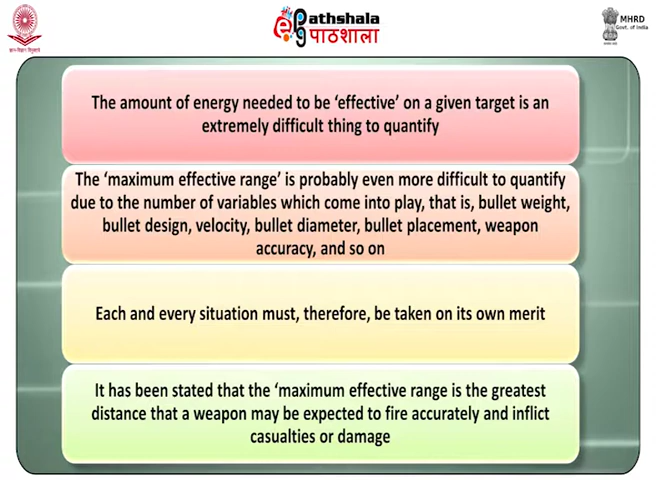 ePathshala
पाठशाला
MHRD
Govt. of India
The amount of energy needed to be ‘effective’ on a given target is an
extremely difficult thing to quantify
The ‘maximum effective range’ is probably even more difficult to quantify
due to the number of variables which come into play, that is, bullet weight,
bullet design, velocity, bullet diameter, bullet placement, weapon
accuracy, and so on
Each and every situation must, therefore, be taken on its own merit
It has been stated that the ‘maximum effective range is the greatest
distance that a weapon may be expected to fire accurately and inflict
casualties or damage